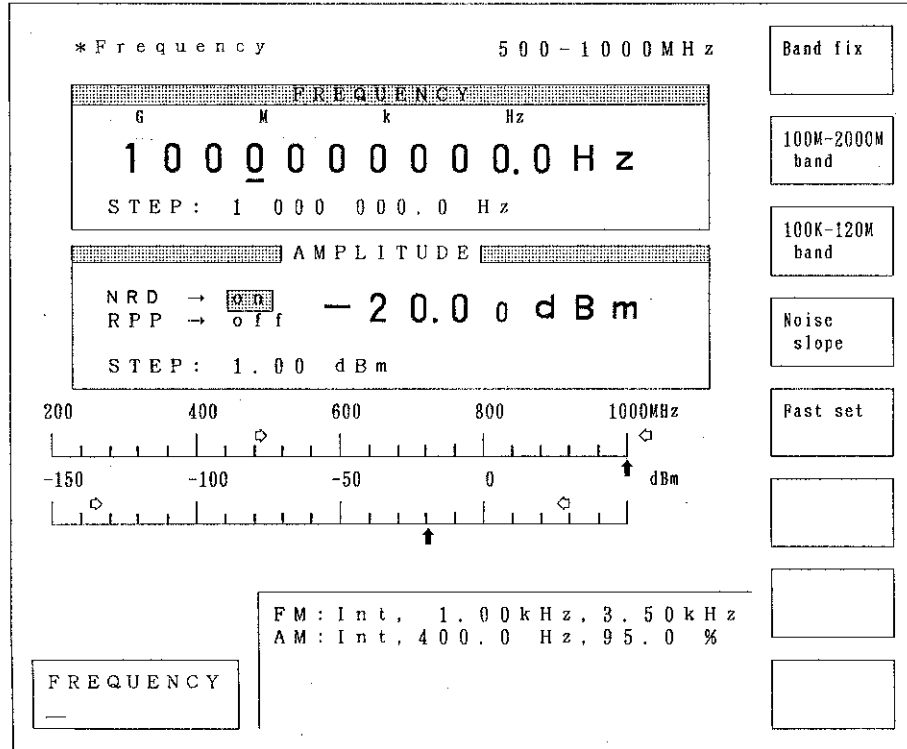 *Frequency 500-1000MHz
FREQUENCY
G M k Hz
1000000000.0 Hz
STEP: 1 000 000.0 Hz
AMPLITUDE
NRD → on
-20.00 dBm
RPP → off
STEP: 1.00 dBm
200 400 600 800 1000MHz
-150 -100 -50 0 dBm
FM:Int, 1.00kHz, 3.50kHz
AM:Int, 400.0 Hz, 95.0 %
FREQUENCY
Band fix
100M-2000M
band
100K-120M
band
Noise
slope
Fast set